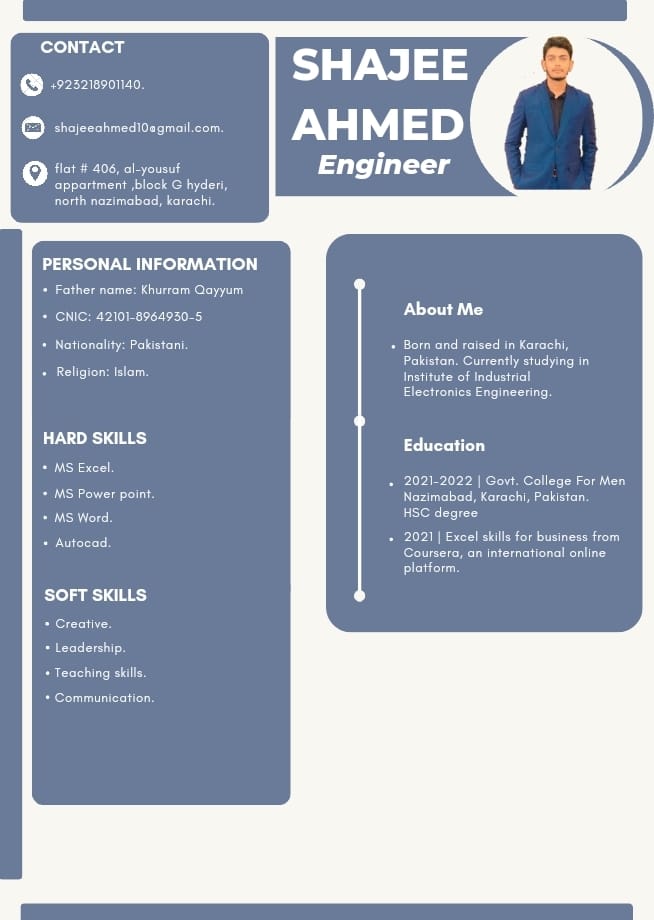 CONTACT
+923218901140.
shajeeahmed10@gmail.com.
flat # 406, al-yousuf
appartment ,block G hyderi,
north nazimabad, karachi.
SHAJEE
AHMED
Engineer
PERSONAL INFORMATION
• Father name: Khurram Qayyum
• CNIC: 42101-8964930-5
• Nationality: Pakistani.
• Religion: Islam.
HARD SKILLS
• MS Excel.
• MS Power point.
• MS Word.
• Autocad.
SOFT SKILLS
• Creative.
• Leadership.
• Teaching skills.
• Communication.
About Me
• Born and raised in Karachi,
Pakistan. Currently studying in
Institute of Industrial
Electronics Engineering.
Education
• 2021-2022 | Govt. College For Men
Nazimabad, Karachi, Pakistan.
HSC degree
• 2021 | Excel skills for business from
Coursera, an international online
platform.